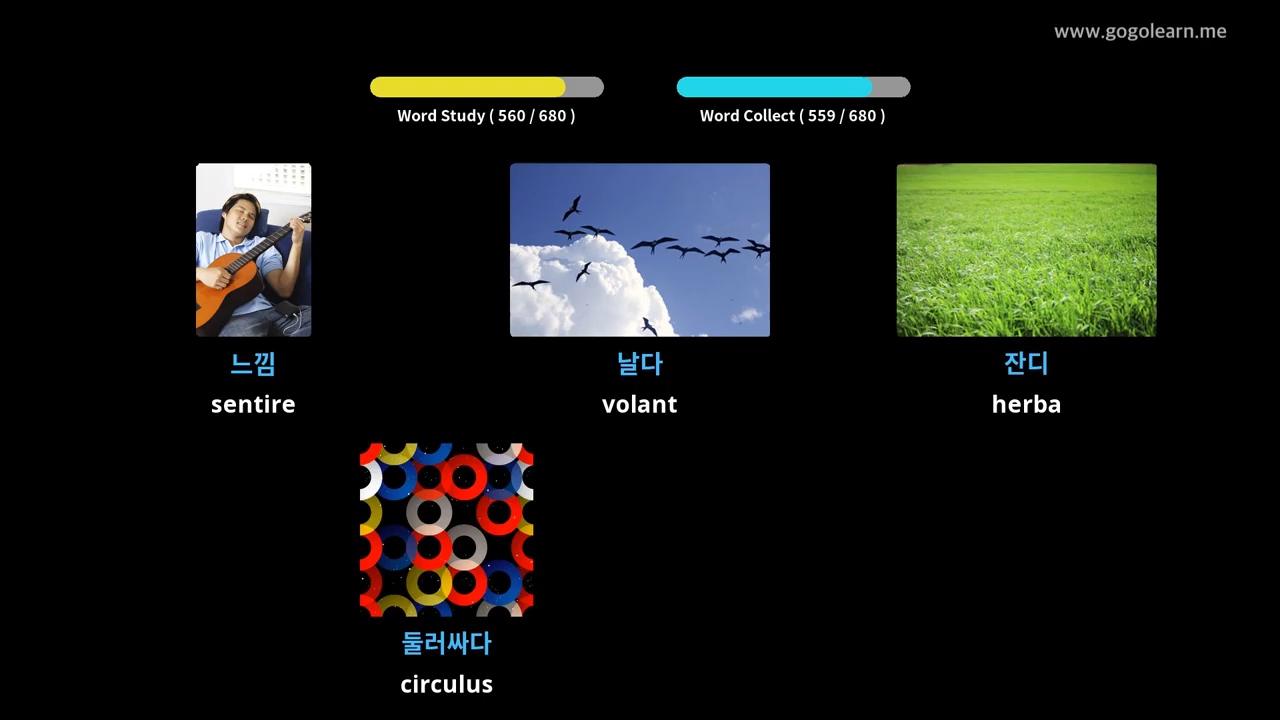 www.gogolearn.me
Word Study ( 560 / 680 )
Word Collect ( 559 / 680 )
느낌
sentire
날다
volant
잔디
herba
둘러싸다
circulus